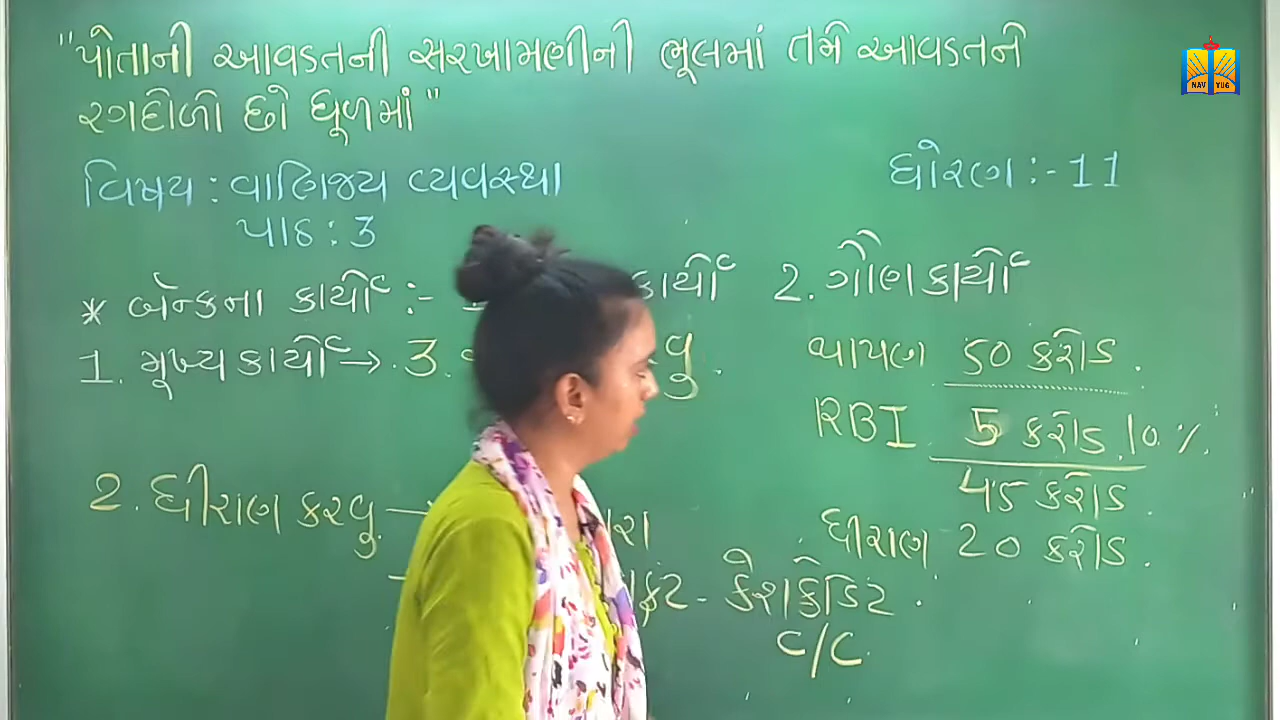 "પોતાની આવડતની સરખામણીની ભૂલમાં તમે આવડતને
રગદોળો છો ધૂળમાં"
વિષય : વાણિજ્ય વ્યવસ્થા
ધોરણ :- 11
પાઠ : 3
* બૅન્કના કાર્યો :- કાર્યો 2. ગૌણ કાર્યો
1. મૂખ્ય કાર્યો → 3.
થાપણ 50 કરોડ.
RBI 5 કરોડ 10 %
45 કરોડ.
2. ધીરાણ કરવુ →
ધીરાણ 20 કરોડ.
કેશક્રેડિટ.
C/C.
NAV YUG